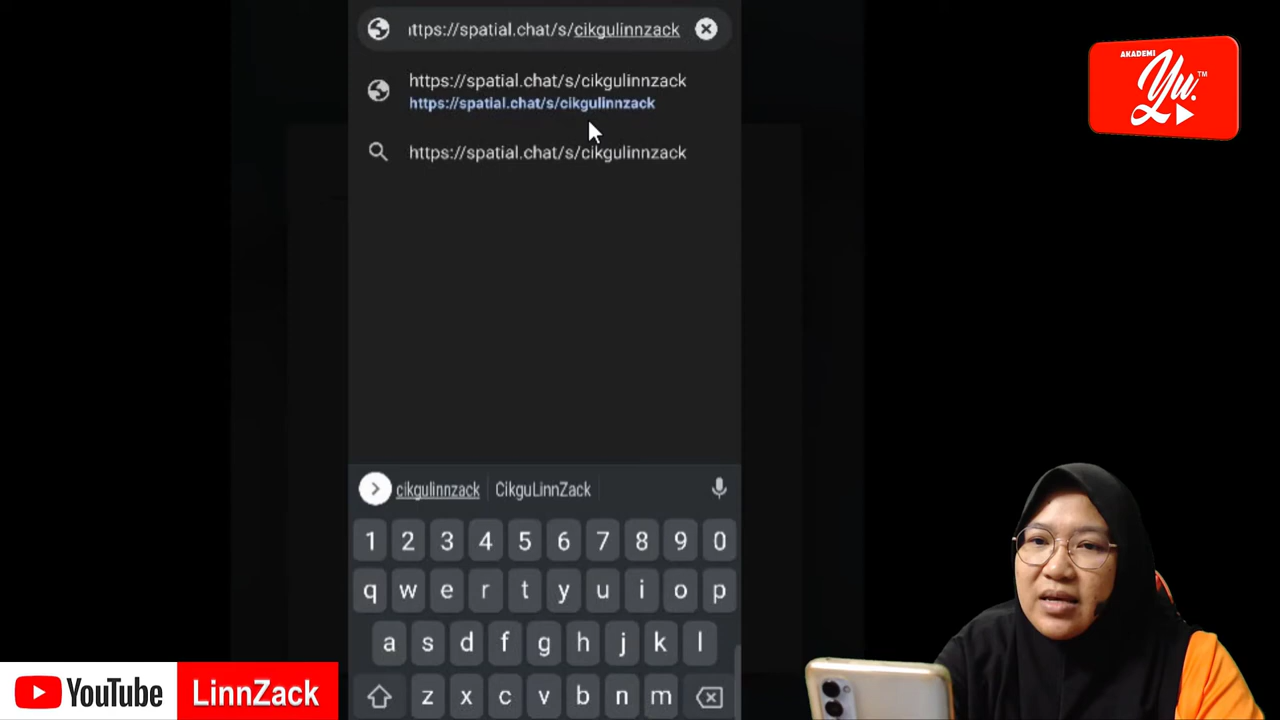 ttps://spatial.chat/s/cikgulinnzack
https://spatial.chat/s/cikgulinnzack
https://spatial.chat/s/cikgulinnzack
https://spatial.chat/s/cikgulinnzack
AKADEMI
Yu.
TM
cikgulinnzack CikguLinnZack
1 2 3 4 5 6 7 8 9 0
q w e r t y u i o p
a s d f g h j k l
z x c v b n m
YouTube LinnZack